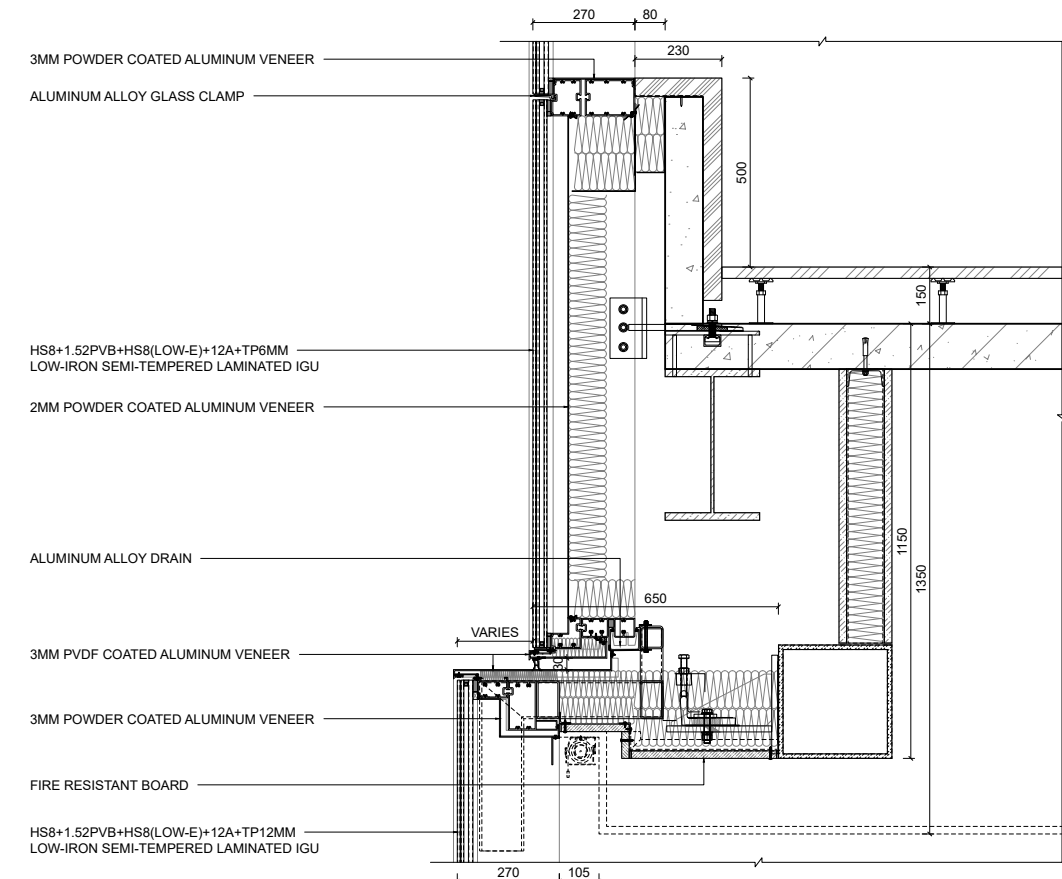 270
80
3MM POWDER COATED ALUMINUM VENEER
230
ALUMINUM ALLOY GLASS CLAMP
500
150
HS8+1.52PVB+HS8(LOW-E)+12A+TP6MM
LOW-IRON SEMI-TEMPERED LAMINATED IGU
2MM POWDER COATED ALUMINUM VENEER
1150
1350
ALUMINUM ALLOY DRAIN
650
VARIES
3MM PVDF COATED ALUMINUM VENEER
30
3MM POWDER COATED ALUMINUM VENEER
FIRE RESISTANT BOARD
HS8+1.52PVB+HS8(LOW-E)+12A+TP12MM
LOW-IRON SEMI-TEMPERED LAMINATED IGU
270
105